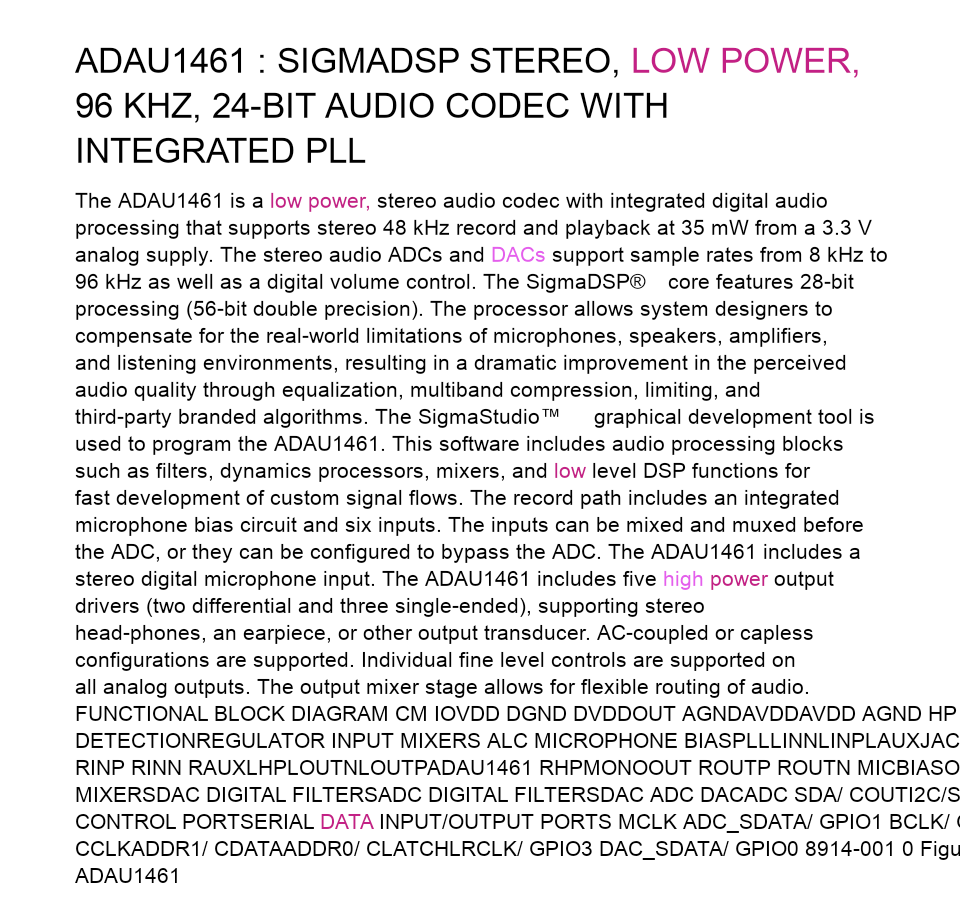 ADAU1461 : SIGMADSP STEREO, LOW POWER,
96 KHZ, 24-BIT AUDIO CODEC WITH
INTEGRATED PLL
The ADAU1461 is a low power, stereo audio codec with integrated digital audio
processing that supports stereo 48 kHz record and playback at 35 mW from a 3.3 V
analog supply. The stereo audio ADCs and DACs support sample rates from 8 kHz to
96 kHz as well as a digital volume control. The SigmaDSP® core features 28-bit
processing (56-bit double precision). The processor allows system designers to
compensate for the real-world limitations of microphones, speakers, amplifiers,
and listening environments, resulting in a dramatic improvement in the perceived
audio quality through equalization, multiband compression, limiting, and
third-party branded algorithms. The SigmaStudio™ graphical development tool is
used to program the ADAU1461. This software includes audio processing blocks
such as filters, dynamics processors, mixers, and low level DSP functions for
fast development of custom signal flows. The record path includes an integrated
microphone bias circuit and six inputs. The inputs can be mixed and muxed before
the ADC, or they can be configured to bypass the ADC. The ADAU1461 includes a
stereo digital microphone input. The ADAU1461 includes five high power output
drivers (two differential and three single-ended), supporting stereo
head-phones, an earpiece, or other output transducer. AC-coupled or capless
configurations are supported. Individual fine level controls are supported on
all analog outputs. The output mixer stage allows for flexible routing of audio.
FUNCTIONAL BLOCK DIAGRAM CM IOVDD DGND DVDDOUT AGNDAVDDAVDD AGND HP
DETECTIONREGULATOR INPUT MIXERS ALC MICROPHONE BIASPLLLINNLINPLAUXJAC
RINP RINN RAUXLHPLOUTNLOUTPADAU1461 RHPMONOOUT ROUTP ROUTN MICBIASO
MIXERSDAC DIGITAL FILTERSADC DIGITAL FILTERSDAC ADC DACADC SDA/ COUTI2C/S
CONTROL PORTSERIAL DATA INPUT/OUTPUT PORTS MCLK ADC_SDATA/ GPIO1 BCLK/
CCLKADDR1/ CDATAADDR0/ CLATCHLRCLK/ GPIO3 DAC_SDATA/ GPIO0 8914-001 0 Figu
ADAU1461